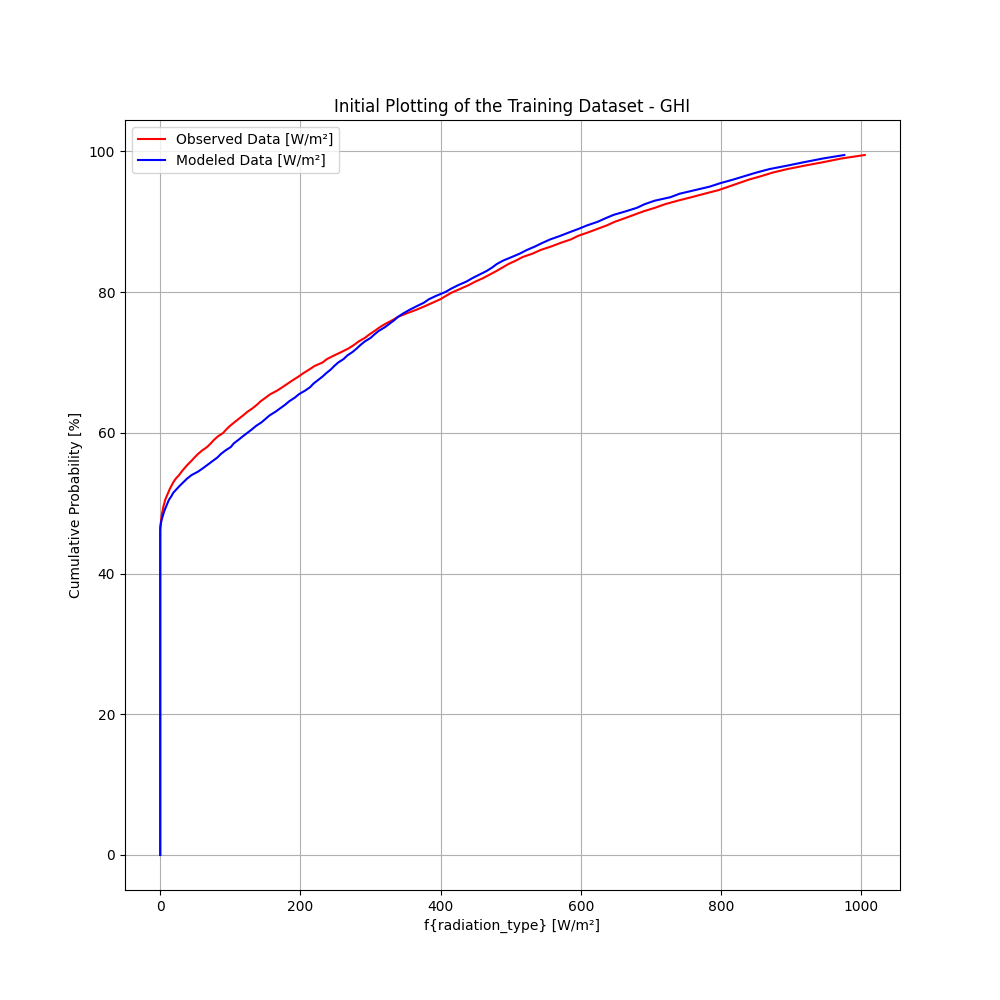 Initial Plotting of the Training Dataset - GHI
Observed Data [W/m²]
Modeled Data [W/m²]
100
80
60
40
20
0
Cumulative Probability [%]
0 200 400 600 800 1000
f{radiation_type} [W/m²]